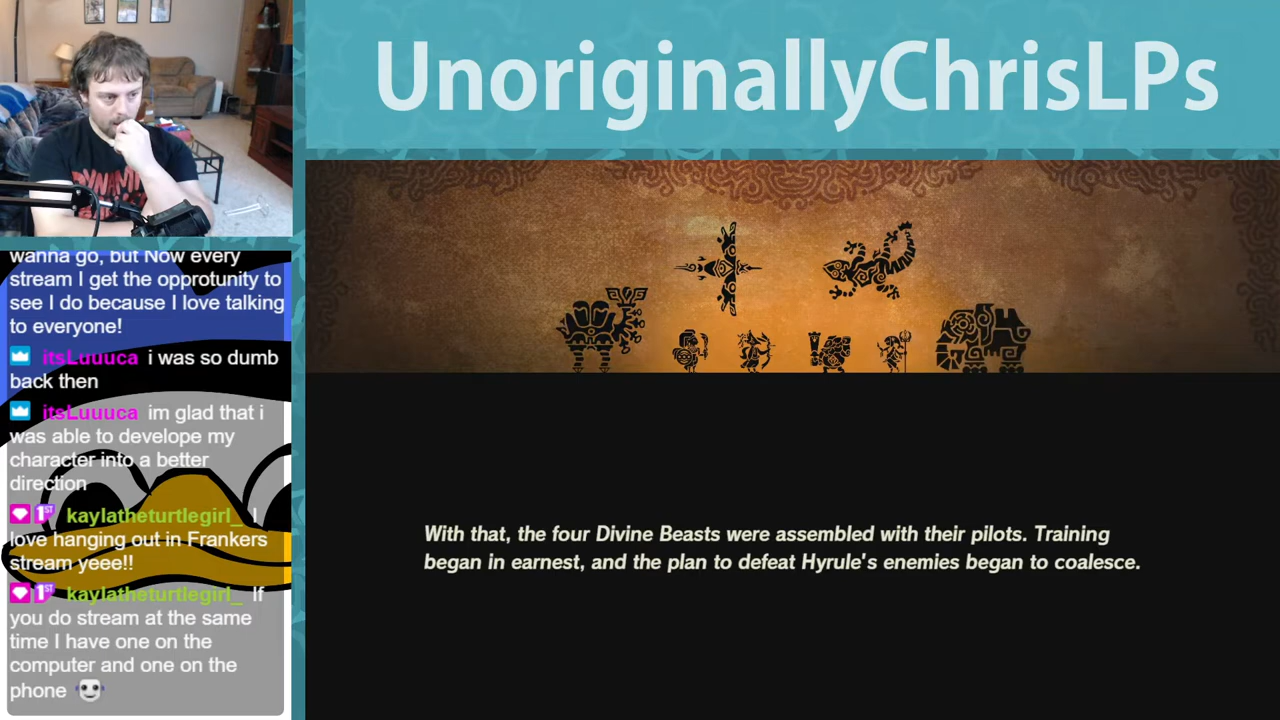 UnoriginallyChrisLPs
wanna go, but Now every
stream I get the opprotunity to
see I do because I love talking
to everyone!
itsLuuuca i was so dumb
back then
itsLuuuca im glad that i
was able to develope my
character into a better
direction
1ST kaylatheturtlegirl_ I
love hanging out in Frankers
stream yeee!!
1ST kaylatheturtlegirl_ If
you do stream at the same
time I have one on the
computer and one on the
phone
With that, the four Divine Beasts were assembled with their pilots. Training
began in earnest, and the plan to defeat Hyrule's enemies began to coalesce.